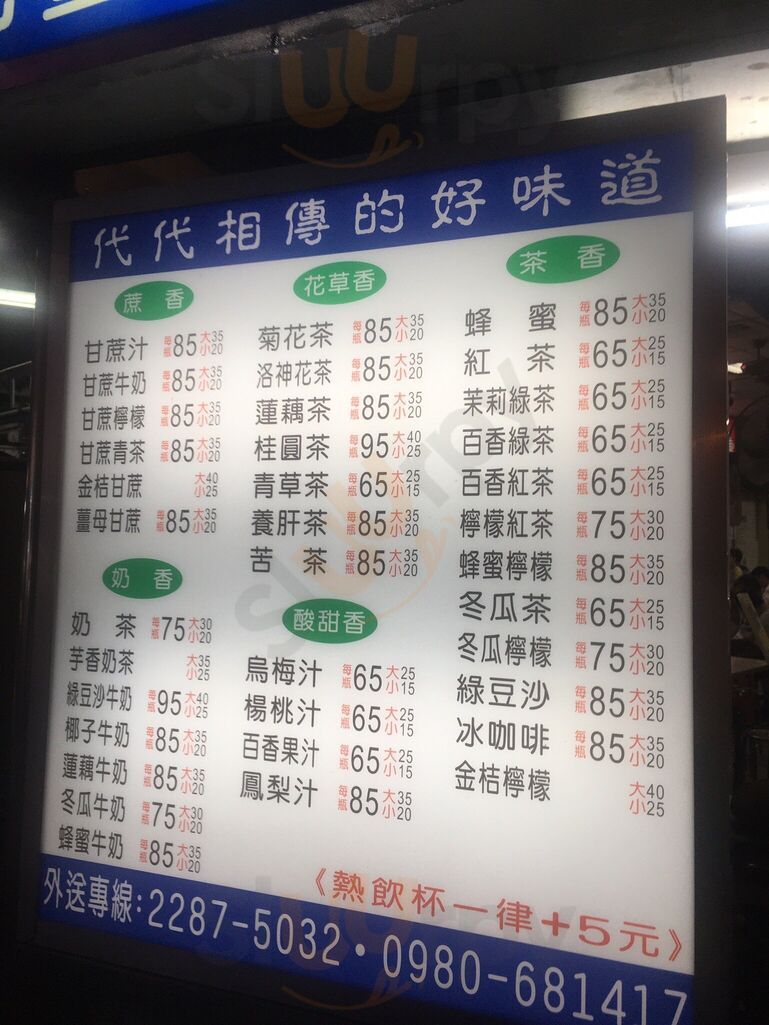 代代相傳的好味道
蔗香
甘蔗汁 每瓶85 大35 小20
甘蔗牛奶 每瓶85 大35 小20
甘蔗檸檬 每瓶85 大35 小20
甘蔗青茶 每瓶85 大35 小20
金桔甘蔗 大40 小25
薑母甘蔗 每瓶85 大35 小20
奶香
奶茶 每瓶75 大30 小20
芋香奶茶 大35 小25
綠豆沙牛奶 每瓶95 大40 小25
椰子牛奶 每瓶85 大35 小20
蓮藕牛奶 每瓶85 大35 小20
冬瓜牛奶 每瓶75 大30 小20
蜂蜜牛奶 每瓶85 大35 小20
花草香
菊花茶 每瓶85 大35 小20
洛神花茶 每瓶85 大35 小20
蓮藕茶 每瓶85 大35 小20
桂圓茶 每瓶95 大40 小25
青草茶 每瓶65 大25 小15
養肝茶 每瓶85 大35 小20
苦茶 每瓶85 大35 小20
酸甜香
烏梅汁 每瓶65 大25 小15
楊桃汁 每瓶65 大25 小15
百香果汁 每瓶65 大25 小15
鳳梨汁 每瓶85 大35 小20
茶香
蜂蜜 每瓶85 大35 小20
紅茶 每瓶65 大25 小15
茉莉綠茶 每瓶65 大25 小15
百香綠茶 每瓶65 大25 小15
百香紅茶 每瓶65 大25 小15
檸檬紅茶 每瓶75 大30 小20
蜂蜜檸檬 每瓶85 大35 小20
冬瓜茶 每瓶65 大25 小15
冬瓜檸檬 每瓶75 大30 小20
綠豆沙 每瓶85 大35 小20
冰咖啡 每瓶85 大35 小20
金桔檸檬 大40 小25
《熱飲杯一律+5元》
外送專線:2287-5032·0980-681417
sluurpy
sluurpy
sluurpy